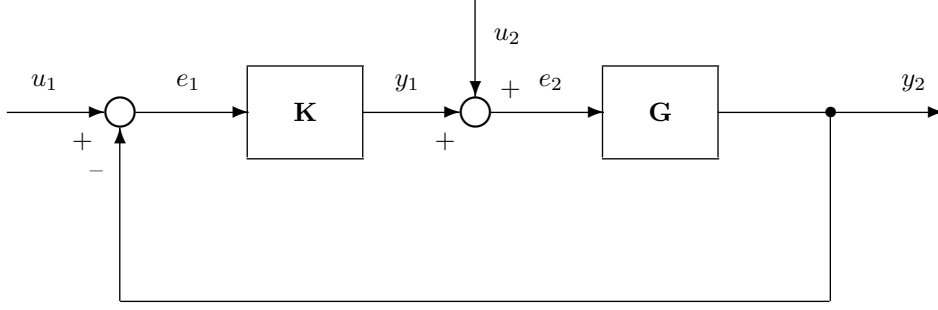 u₂
u₁ e₁ y₁ + e₂ y₂
K G
+ +
−